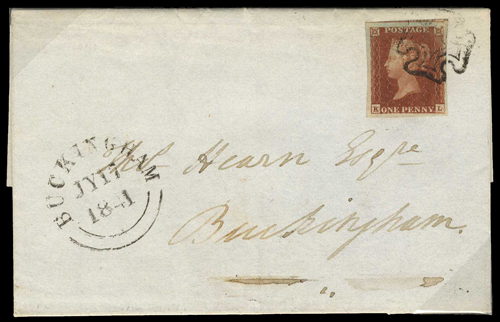 POSTAGE
K ONE PENNY L
BUCKINGHAM
JY17
1841
Hearn Esqre
Buckingham.